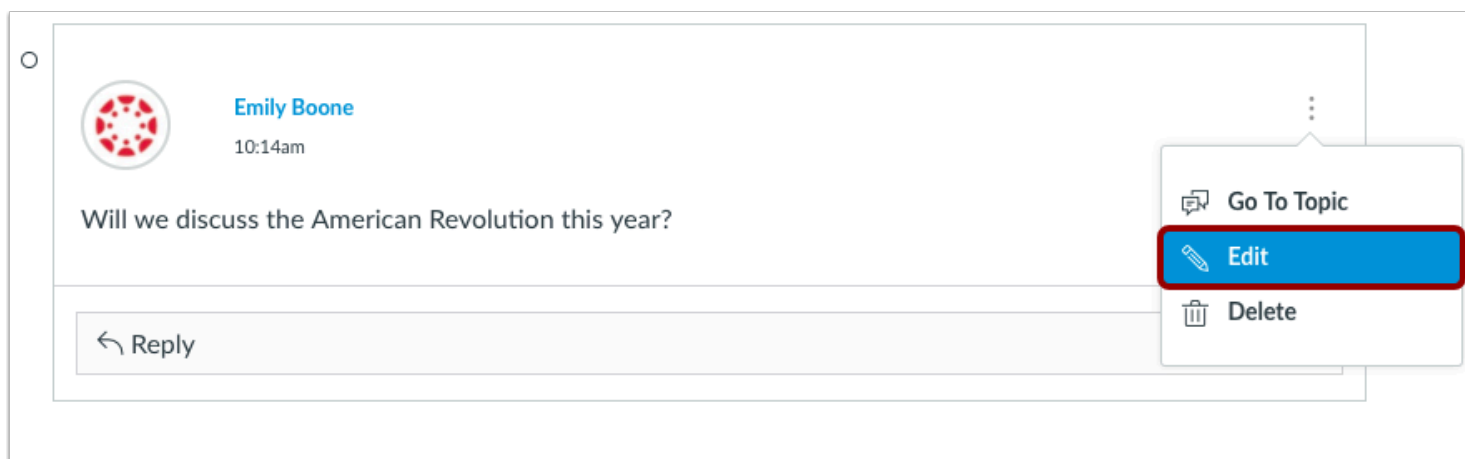 Emily Boone
10:14am
Will we discuss the American Revolution this year?
Go To Topic
Edit
Delete
Reply